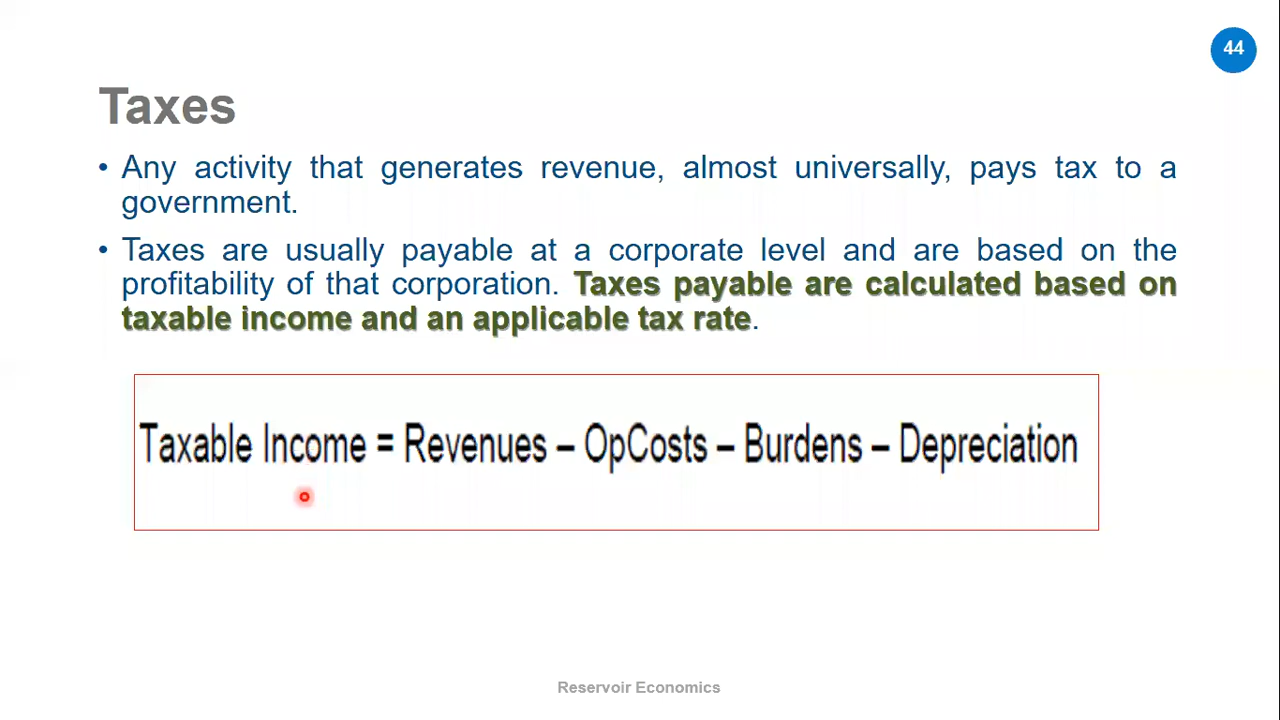 44
Taxes
• Any activity that generates revenue, almost universally, pays tax to a
government.
• Taxes are usually payable at a corporate level and are based on the
profitability of that corporation. Taxes payable are calculated based on
taxable income and an applicable tax rate.
Taxable Income = Revenues – OpCosts – Burdens – Depreciation
Reservoir Economics